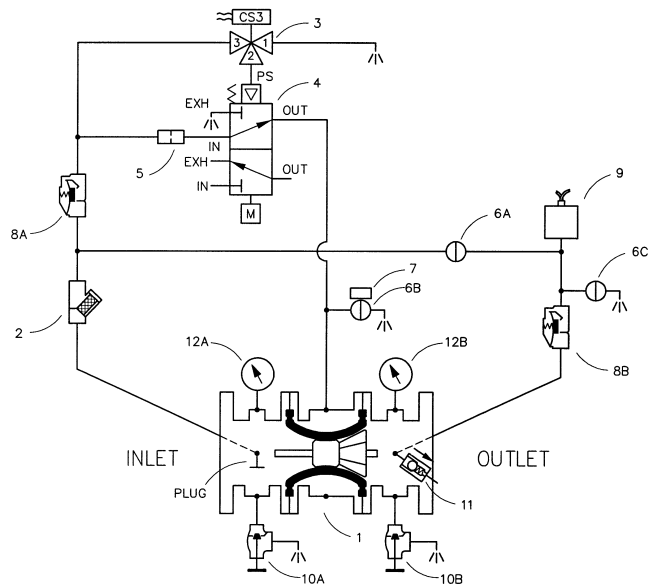 CS3
3
3
1
2
PS
4
EXH
OUT
IN
5
EXH
OUT
IN
M
8A
9
6A
6C
7
6B
2
12A
12B
8B
INLET
OUTLET
PLUG
11
1
10A
10B